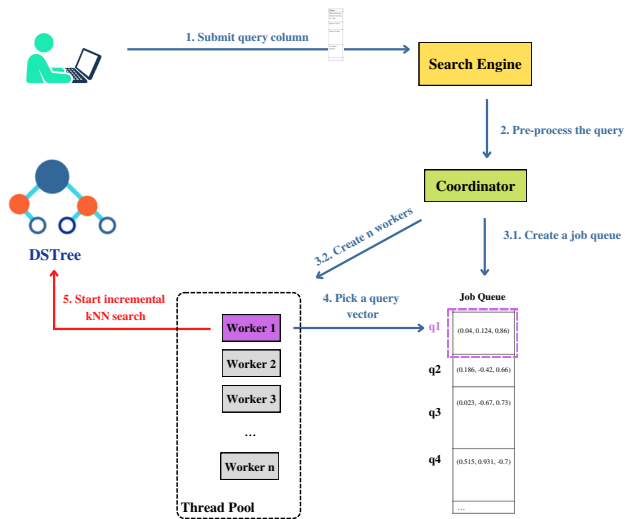 1. Submit query column
Search Engine
2. Pre-process the query
Coordinator
DSTree
3.2. Create n workers
3.1. Create a job queue
5. Start incremental
kNN search
4. Pick a query
vector
Job Queue
Worker 1
q1
(0.04, 0.124, 0.86)
Worker 2
q2
(0.186, -0.42, 0.66)
Worker 3
q3
(0.023, -0.67, 0.73)
...
q4
(0.515, 0.931, -0.7)
Worker n
...
Thread Pool